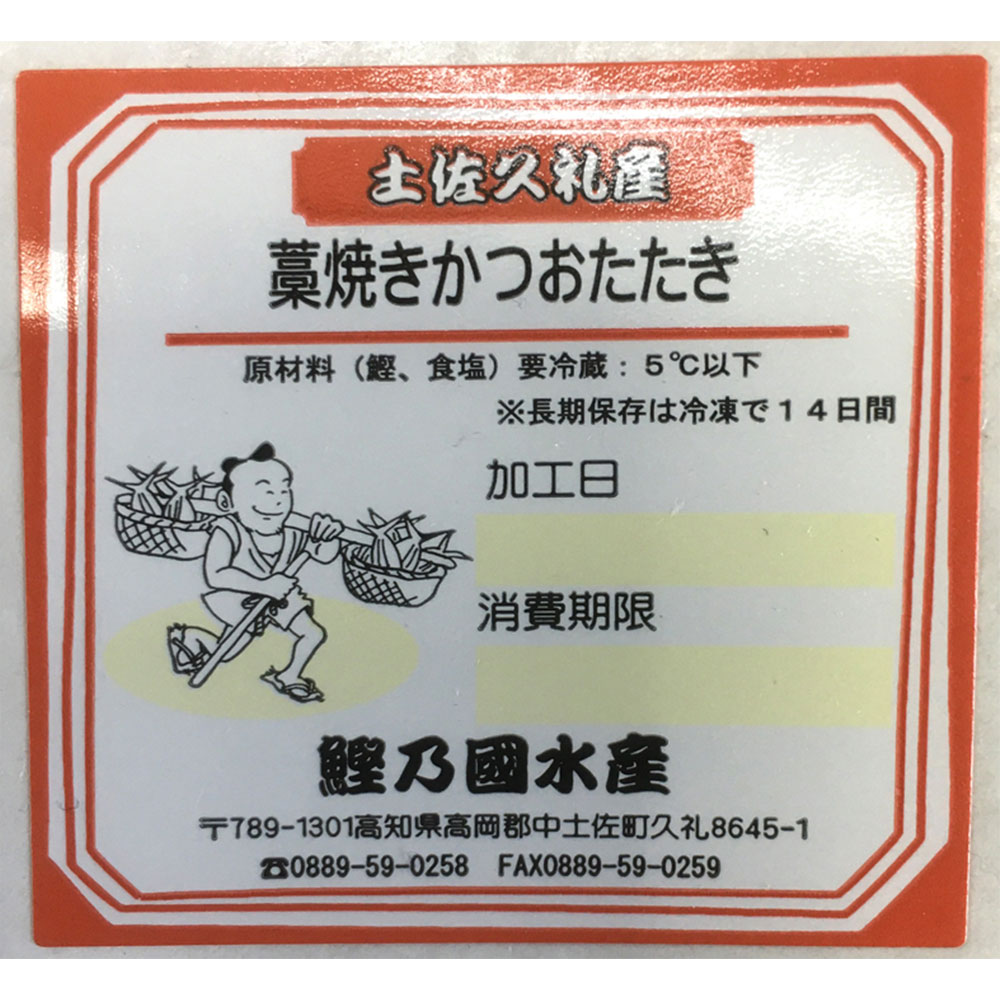 土佐久礼産
藁焼きかつおたたき
原材料（鰹、食塩）要冷蔵：５℃以下
※長期保存は冷凍で１４日間
加工日
消費期限
鰹乃國水産
〒789-1301高知県高岡郡中土佐町久礼8645-1
☎0889-59-0258　FAX0889-59-0259